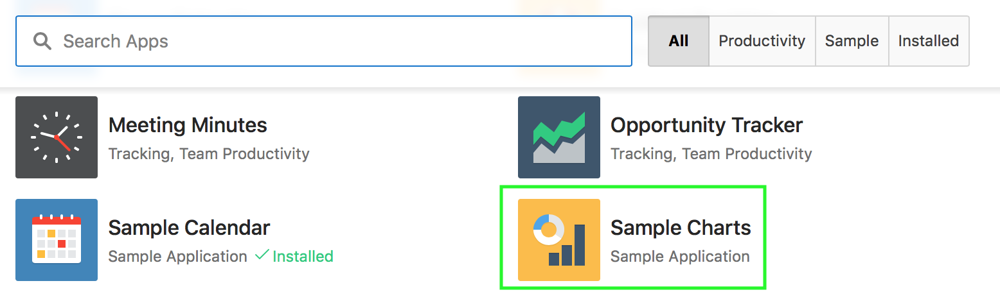 Search Apps
All
Productivity
Sample
Installed
Meeting Minutes
Tracking, Team Productivity
Opportunity Tracker
Tracking, Team Productivity
Sample Calendar
Sample Application Installed
Sample Charts
Sample Application